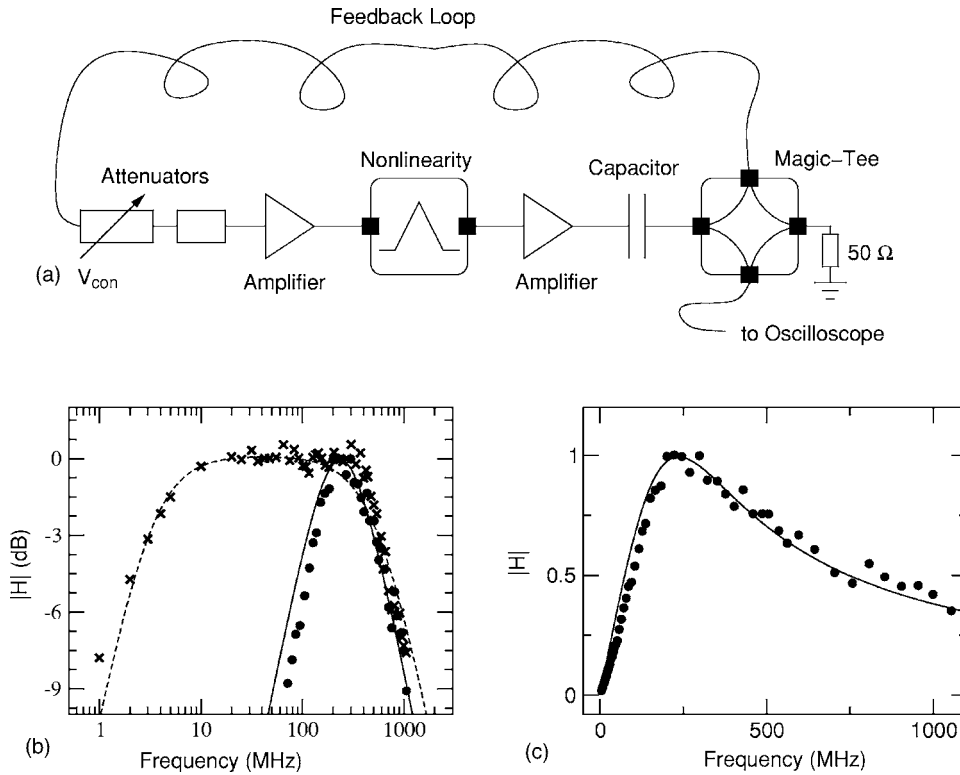 Feedback Loop
Nonlinearity
Capacitor
Magic–Tee
Attenuators
50 Ω
(a)
V_con
Amplifier
Amplifier
to Oscilloscope
0
-3
-6
-9
|H| (dB)
1
10
100
1000
(b)
Frequency (MHz)
1
0.5
0
|H|
0
500
1000
(c)
Frequency (MHz)